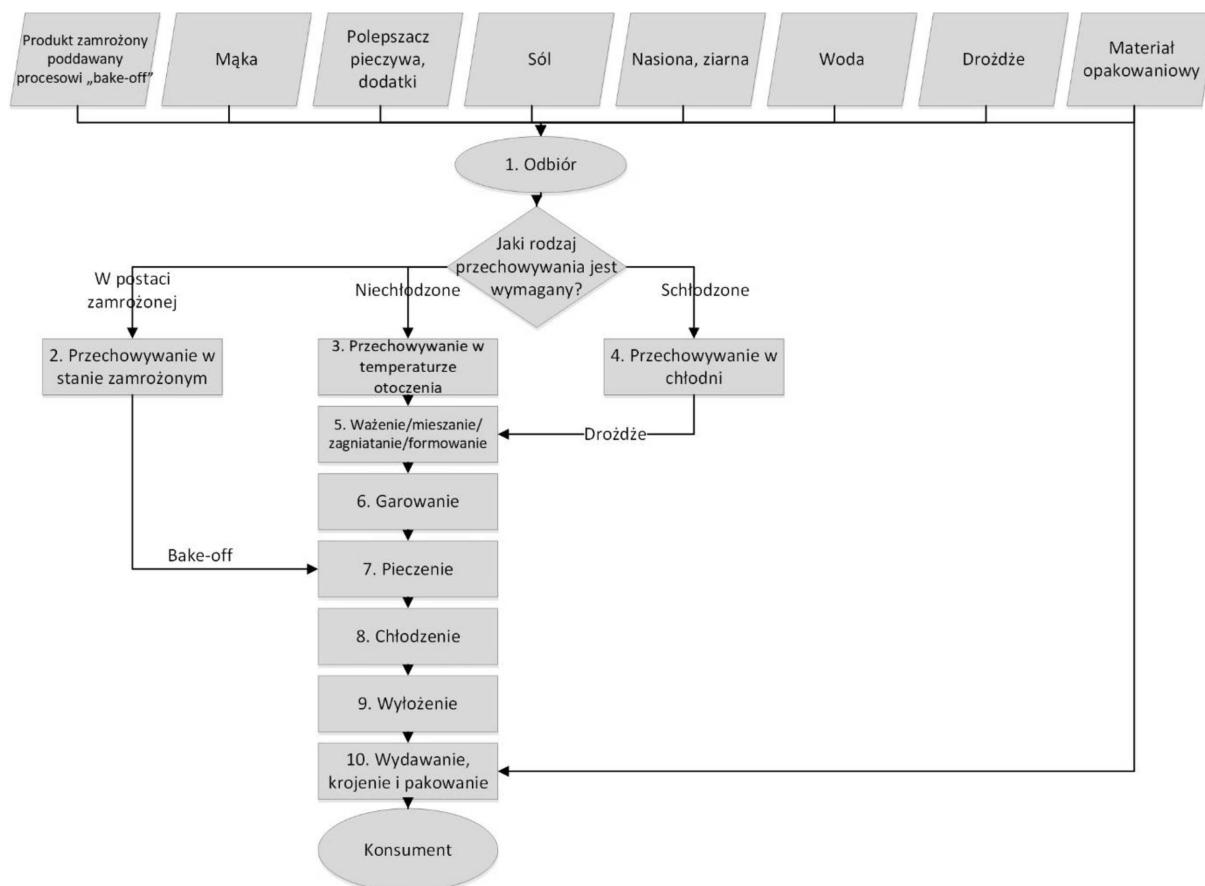 Produkt zamrożony
poddawany
procesowi „bake-off”
Mąka
Polepszacz
pieczywa,
dodatki
Sól
Nasiona, ziarna
Woda
Drożdże
Materiał
opakowaniowy
1. Odbiór
Jaki rodzaj
przechowywania jest
wymagany?
W postaci
zamrożonej
Niechłodzone
Schłodzone
2. Przechowywanie w
stanie zamrożonym
3. Przechowywanie w
temperaturze
otoczenia
4. Przechowywanie w
chłodni
5. Ważenie/mieszanie/
zagniatanie/formowanie
Drożdże
6. Garowanie
Bake-off
7. Pieczenie
8. Chłodzenie
9. Wyłożenie
10. Wydawanie,
krojenie i pakowanie
Konsument